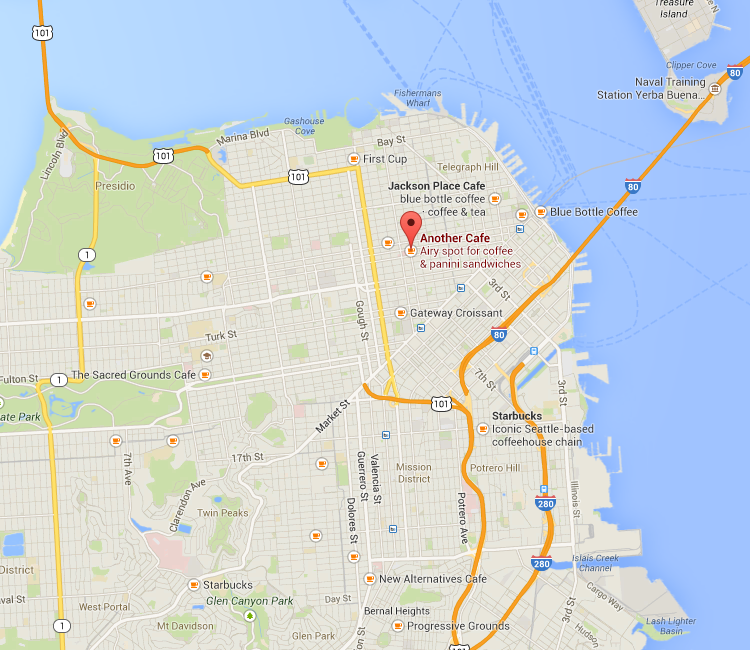 Treasure
Island
101
Clipper Cove
80
Naval Training
Station Yerba Buena...
Fishermans
Wharf
Gashouse
Cove
Marina Blvd
Bay St
Lincoln Blvd
101
First Cup
Telegraph Hill
101
Presidio
Jackson Place Cafe
blue bottle coffee
coffee & tea
80
Blue Bottle Coffee
Another Cafe
Airy spot for coffee
& panini sandwiches
1
3rd St
Gough St
Gateway Croissant
Turk St
80
Fulton St
1
The Sacred Grounds Cafe
7th St
3rd St
ate Park
Market St
101
Starbucks
Iconic Seattle-based
coffeehouse chain
17th St
7th Ave
Clarendon Ave
Valencia St
Guerrero St
Mission
District
Potrero Hill
Twin Peaks
Dolores St
Potrero Ave
280
Illinois St
District
280
Islais Creek
Channel
Starbucks
New Alternatives Cafe
Cargo Way
val St
West-Portal
Glen Canyon Park
Day St
Bernal Heights
3rd St
Lash Lighter
Basin
1
Mt Davidson
Glen Park
on St
Progressive Grounds
Hudson
101